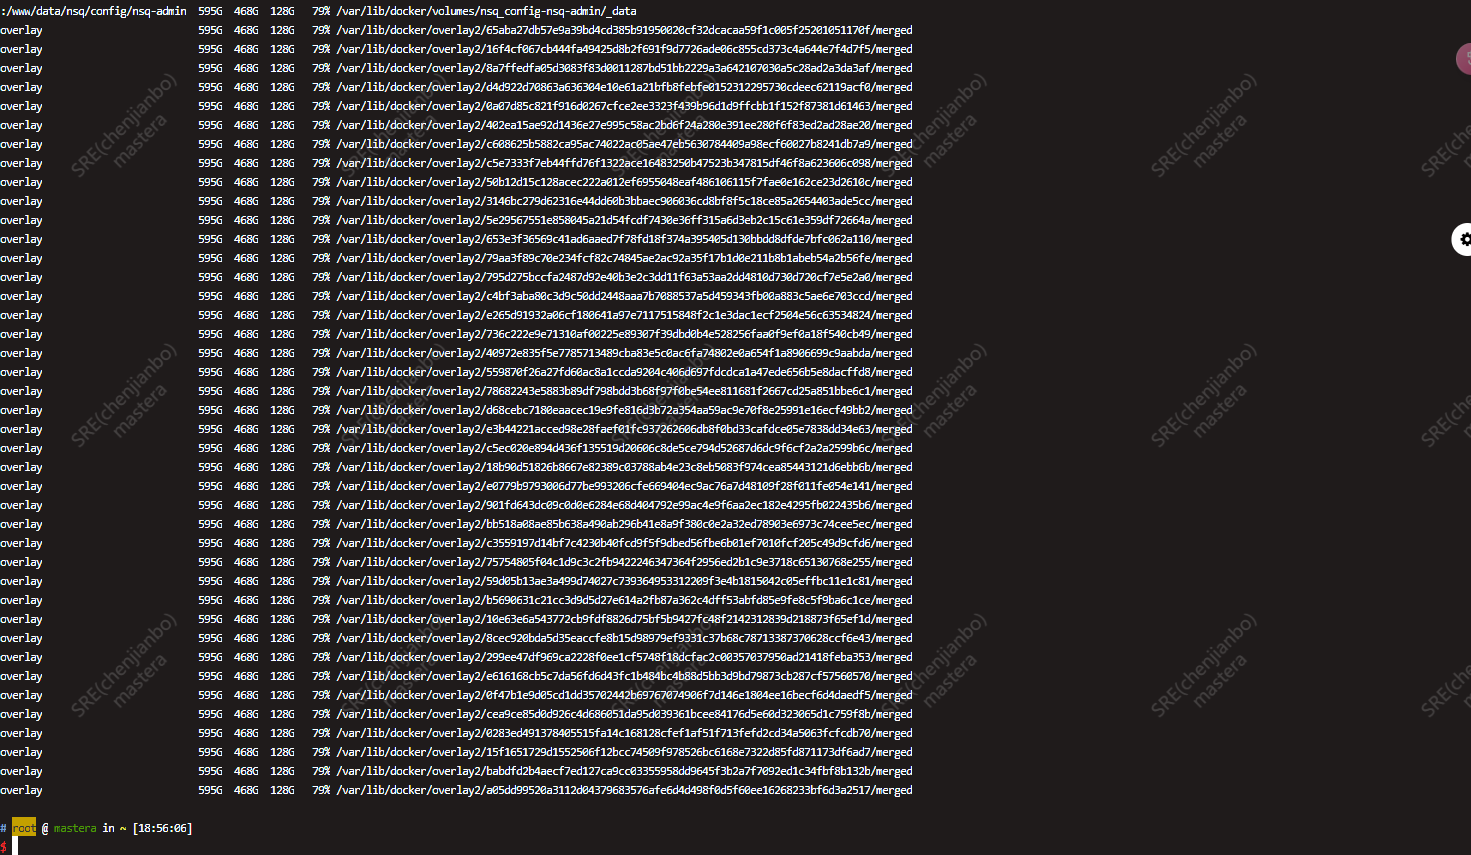 :/www/data/nsq/config/nsq-admin 595G 468G 128G 79% /var/lib/docker/volumes/nsq_config-nsq-admin/_data
overlay 595G 468G 128G 79% /var/lib/docker/overlay2/65aba27db57e9a39bd4cd385b91950020cf32dcacaa59f1c005f25201051170f/merged
overlay 595G 468G 128G 79% /var/lib/docker/overlay2/16f4cf067cb444fa49425d8b2f691f9d7726ade06c855cd373c4a644e7f4d7f5/merged
overlay 595G 468G 128G 79% /var/lib/docker/overlay2/8a7ffedfa05d3083f83d0011287bd51bb2229a3a642107030a5c28ad2a3da3af/merged
overlay 595G 468G 128G 79% /var/lib/docker/overlay2/d4d922d70863a636304e10e61a21bfb8febfe0152312295730cdeec62119acf0/merged
overlay 595G 468G 128G 79% /var/lib/docker/overlay2/0a07d85c821f916d0267cfce2ee3323f439b96d1d9ffcbb1f152f87381d61463/merged
overlay 595G 468G 128G 79% /var/lib/docker/overlay2/402ea15ae92d1436e27e995c58ac2bd6f24a280e391ee280f6f83ed2ad28ae20/merged
overlay 595G 468G 128G 79% /var/lib/docker/overlay2/c608625b5882ca95ac74022ac05ae47eb5630784409a98ecf60027b8241db7a9/merged
overlay 595G 468G 128G 79% /var/lib/docker/overlay2/c5e7333f7eb44ffd76f1322ace16483250b47523b347815df46f8a623606c098/merged
overlay 595G 468G 128G 79% /var/lib/docker/overlay2/50b12d15c128acec222a012ef6955048eaf486106115f7fae0e162ce23d2610c/merged
overlay 595G 468G 128G 79% /var/lib/docker/overlay2/3146bc279d62316e44dd60b3bbaec906036cd8bf8f5c18ce85a2654403ade5cc/merged
overlay 595G 468G 128G 79% /var/lib/docker/overlay2/5e29567551e858045a21d54fcdf7430e36ff315a6d3eb2c15c61e359df72664a/merged
overlay 595G 468G 128G 79% /var/lib/docker/overlay2/653e3f36569c41ad6aaed7f78fd18f374a395405d130bbdd8dfde7bfc062a110/merged
overlay 595G 468G 128G 79% /var/lib/docker/overlay2/79aa3f89c70e234fcf82c74845ae2ac92a35f17b1d0e211b8b1abeb54a2b56fe/merged
overlay 595G 468G 128G 79% /var/lib/docker/overlay2/795d275bccfa2487d92e40b3e2c3dd11f63a53aa2dd4810d730d720cf7e5e2a0/merged
overlay 595G 468G 128G 79% /var/lib/docker/overlay2/c4bf3aba80c3d9c50dd2448aaa7b7088537a5d459343fb00a883c5ae6e703ccd/merged
overlay 595G 468G 128G 79% /var/lib/docker/overlay2/e265d91932a06cf180641a97e7117515848f2c1e3dac1ecf2504e56c63534824/merged
overlay 595G 468G 128G 79% /var/lib/docker/overlay2/736c222e9e71310af00225e89307f39dbd0b4e528256faa0f9ef0a18f540cb49/merged
overlay 595G 468G 128G 79% /var/lib/docker/overlay2/40972e835f5e7785713489cba83e5c0ac6fa74802e0a654f1a8906699c9aabda/merged
overlay 595G 468G 128G 79% /var/lib/docker/overlay2/559870f26a27fd60ac8a1ccda9204c406d697fdcdca1a47ede656b5e8dacffd8/merged
overlay 595G 468G 128G 79% /var/lib/docker/overlay2/78682243e5883b89df798bdd3b68f97f0be54ee811681f2667cd25a851bbe6c1/merged
overlay 595G 468G 128G 79% /var/lib/docker/overlay2/d68cebc7180eaacec19e9fe816d3b72a354aa59ac9e70f8e25991e16ecf49bb2/merged
overlay 595G 468G 128G 79% /var/lib/docker/overlay2/e3b44221acced98e28faef01fc937262606db8f0bd33cafdce05e7838dd34e63/merged
overlay 595G 468G 128G 79% /var/lib/docker/overlay2/c5ec020e894d436f135519d20606c8de5ce794d52687d6dc9f6cf2a2a2599b6c/merged
overlay 595G 468G 128G 79% /var/lib/docker/overlay2/18b90d51826b8667e82389c03788ab4e23c8eb5083f974cea85443121d6ebb6b/merged
overlay 595G 468G 128G 79% /var/lib/docker/overlay2/e0779b9793006d77be993206cfe669404ec9ac76a7d48109f28f011fe054e141/merged
overlay 595G 468G 128G 79% /var/lib/docker/overlay2/901fd643dc09c0d0e6284e68d404792e99ac4e9f6aa2ec182e4295fb022435b6/merged
overlay 595G 468G 128G 79% /var/lib/docker/overlay2/bb518a08ae85b638a490ab296b41e8a9f380c0e2a32ed78903e6973c74cee5ec/merged
overlay 595G 468G 128G 79% /var/lib/docker/overlay2/c3559197d14bf7c4230b40fcd9f5f9dbed56fbe6b01ef7010fcf205c49d9cfd6/merged
overlay 595G 468G 128G 79% /var/lib/docker/overlay2/75754805f04c1d9c3c2fb9422246347364f2956ed2b1c9e3718c65130768e255/merged
overlay 595G 468G 128G 79% /var/lib/docker/overlay2/59d05b13ae3a499d74027c739364953312209f3e4b1815042c05effbc11e1c81/merged
overlay 595G 468G 128G 79% /var/lib/docker/overlay2/b5690631c21cc3d9d5d27e614a2fb87a362c4dff53abfd85e9fe8c5f9ba6c1ce/merged
overlay 595G 468G 128G 79% /var/lib/docker/overlay2/10e63e6a543772cb9fdf8826d75bf5b9427fc48f2142312839d218873f65ef1d/merged
overlay 595G 468G 128G 79% /var/lib/docker/overlay2/8cec920bda5d35eaccfe8b15d98979ef9331c37b68c78713387370628ccf6e43/merged
overlay 595G 468G 128G 79% /var/lib/docker/overlay2/299ee47df969ca2228f0ee1cf5748f18dcfac2c00357037950ad21418feba353/merged
overlay 595G 468G 128G 79% /var/lib/docker/overlay2/e616168cb5c7da56fd6d43fc1b484bc4b88d5bb3d9bd79873cb287cf57560570/merged
overlay 595G 468G 128G 79% /var/lib/docker/overlay2/0f47b1e9d05cd1dd35702442b69767074906f7d146e1804ee16becf6d4daedf5/merged
overlay 595G 468G 128G 79% /var/lib/docker/overlay2/cea9ce85d0d926c4d686051da95d039361bcee84176d5e60d323065d1c759f8b/merged
overlay 595G 468G 128G 79% /var/lib/docker/overlay2/0283ed491378405515fa14c168128cfef1af51f713fefd2cd34a5063fcfcdb70/merged
overlay 595G 468G 128G 79% /var/lib/docker/overlay2/15f1651729d1552506f12bcc74509f978526bc6168e7322d85fd871173df6ad7/merged
overlay 595G 468G 128G 79% /var/lib/docker/overlay2/babdfd2b4aecf7ed127ca9cc03355958dd9645f3b2a7f7092ed1c34fbf8b132b/merged
overlay 595G 468G 128G 79% /var/lib/docker/overlay2/a05dd99520a3112d04379683576afe6d4d498f0d5f60ee16268233bf6d3a2517/merged
# root @ mastera in ~ [18:56:06]
$
SRE(chenjianbo)
mastera